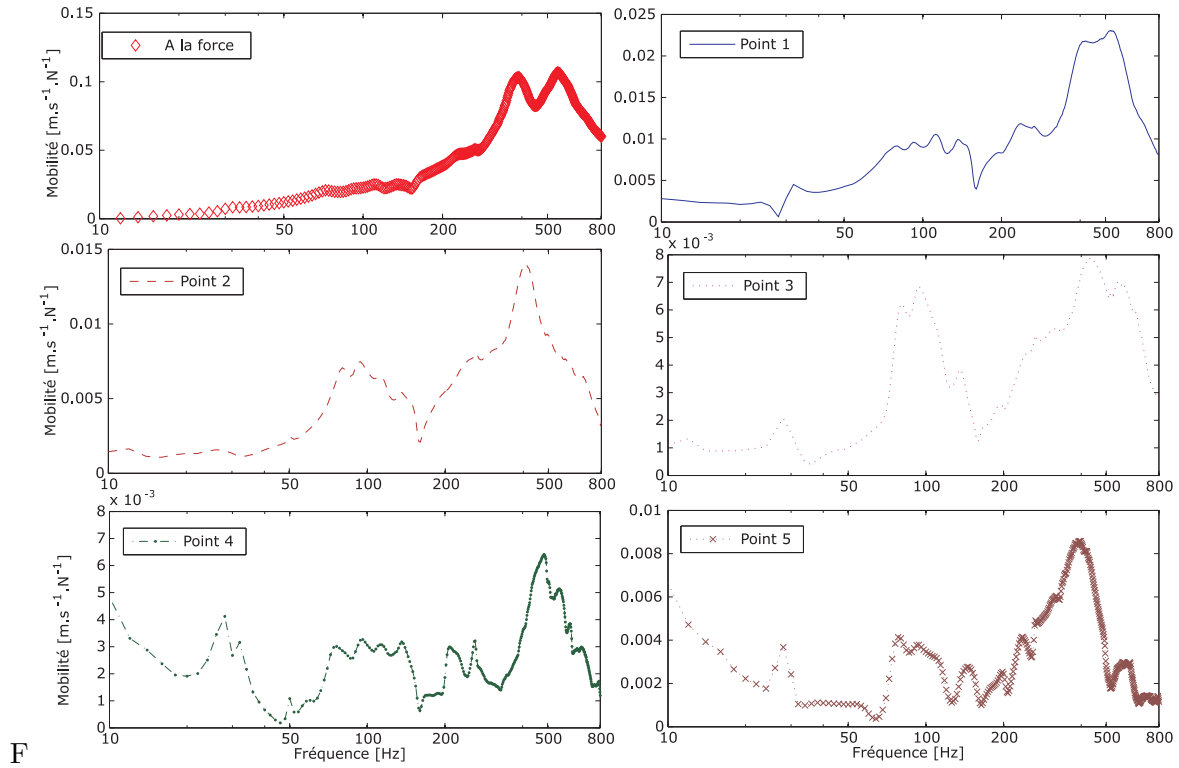 0.15
0.1
0.05
0
Mobilité [m.s⁻¹.N⁻¹]
A la force
10 50 100 200 500 800
0.025
0.02
0.015
0.01
0.005
0
Point 1
10 50 100 200 500 800
0.015
0.01
0.005
0
Mobilité [m.s⁻¹.N⁻¹]
Point 2
10 50 100 200 500 800
x 10⁻³
8
7
6
5
4
3
2
1
0
Point 3
10 50 100 200 500 800
x 10⁻³
8
7
6
5
4
3
2
1
0
Mobilité [m.s⁻¹.N⁻¹]
Point 4
10 50 100 200 500 800
Fréquence [Hz]
0.01
0.008
0.006
0.004
0.002
0
Point 5
10 50 100 200 500 800
Fréquence [Hz]
F